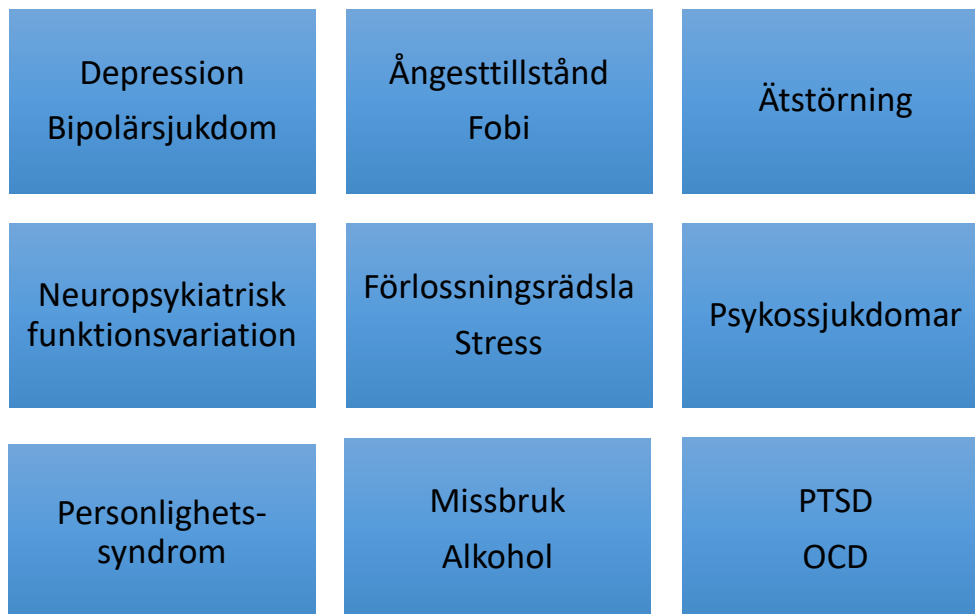 Depression
Bipolärsjukdom
Ångesttillstånd
Fobi
Ätstörning
Neuropsykiatrisk
funktionsvariation
Förlossningsrädsla
Stress
Psykossjukdomar
Personlighets-
syndrom
Missbruk
Alkohol
PTSD
OCD